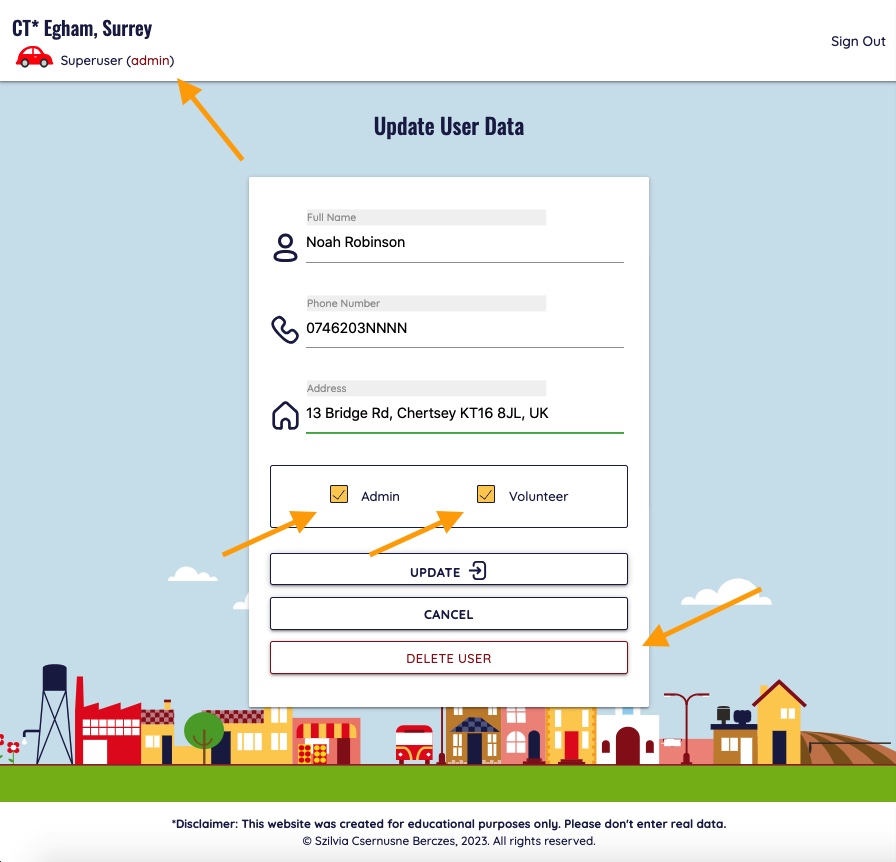 CT* Egham, Surrey
Superuser (admin)
Sign Out
Update User Data
Full Name
Noah Robinson
Phone Number
0746203NNNN
Address
13 Bridge Rd, Chertsey KT16 8JL, UK
Admin
Volunteer
UPDATE
CANCEL
DELETE USER
*Disclaimer: This website was created for educational purposes only. Please don't enter real data.
© Szilvia Csernusne Berczes, 2023. All rights reserved.